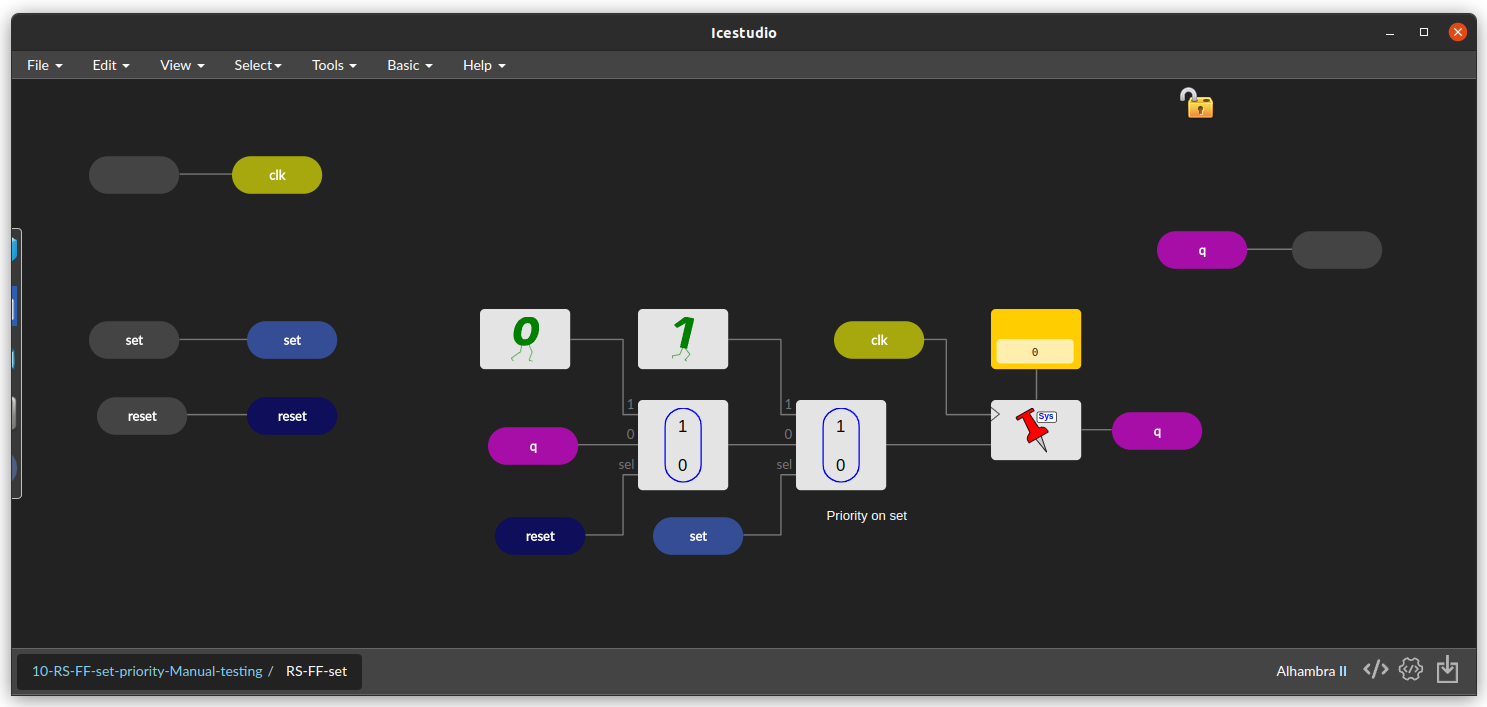 Icestudio
File Edit View Select Tools Basic Help
clk
q
set set
0 1 clk
0
reset reset
1 1
Sys
q 0 1 0 1 q
0 0
sel sel
reset set
Priority on set
10-RS-FF-set-priority-Manual-testing / RS-FF-set
Alhambra II </>